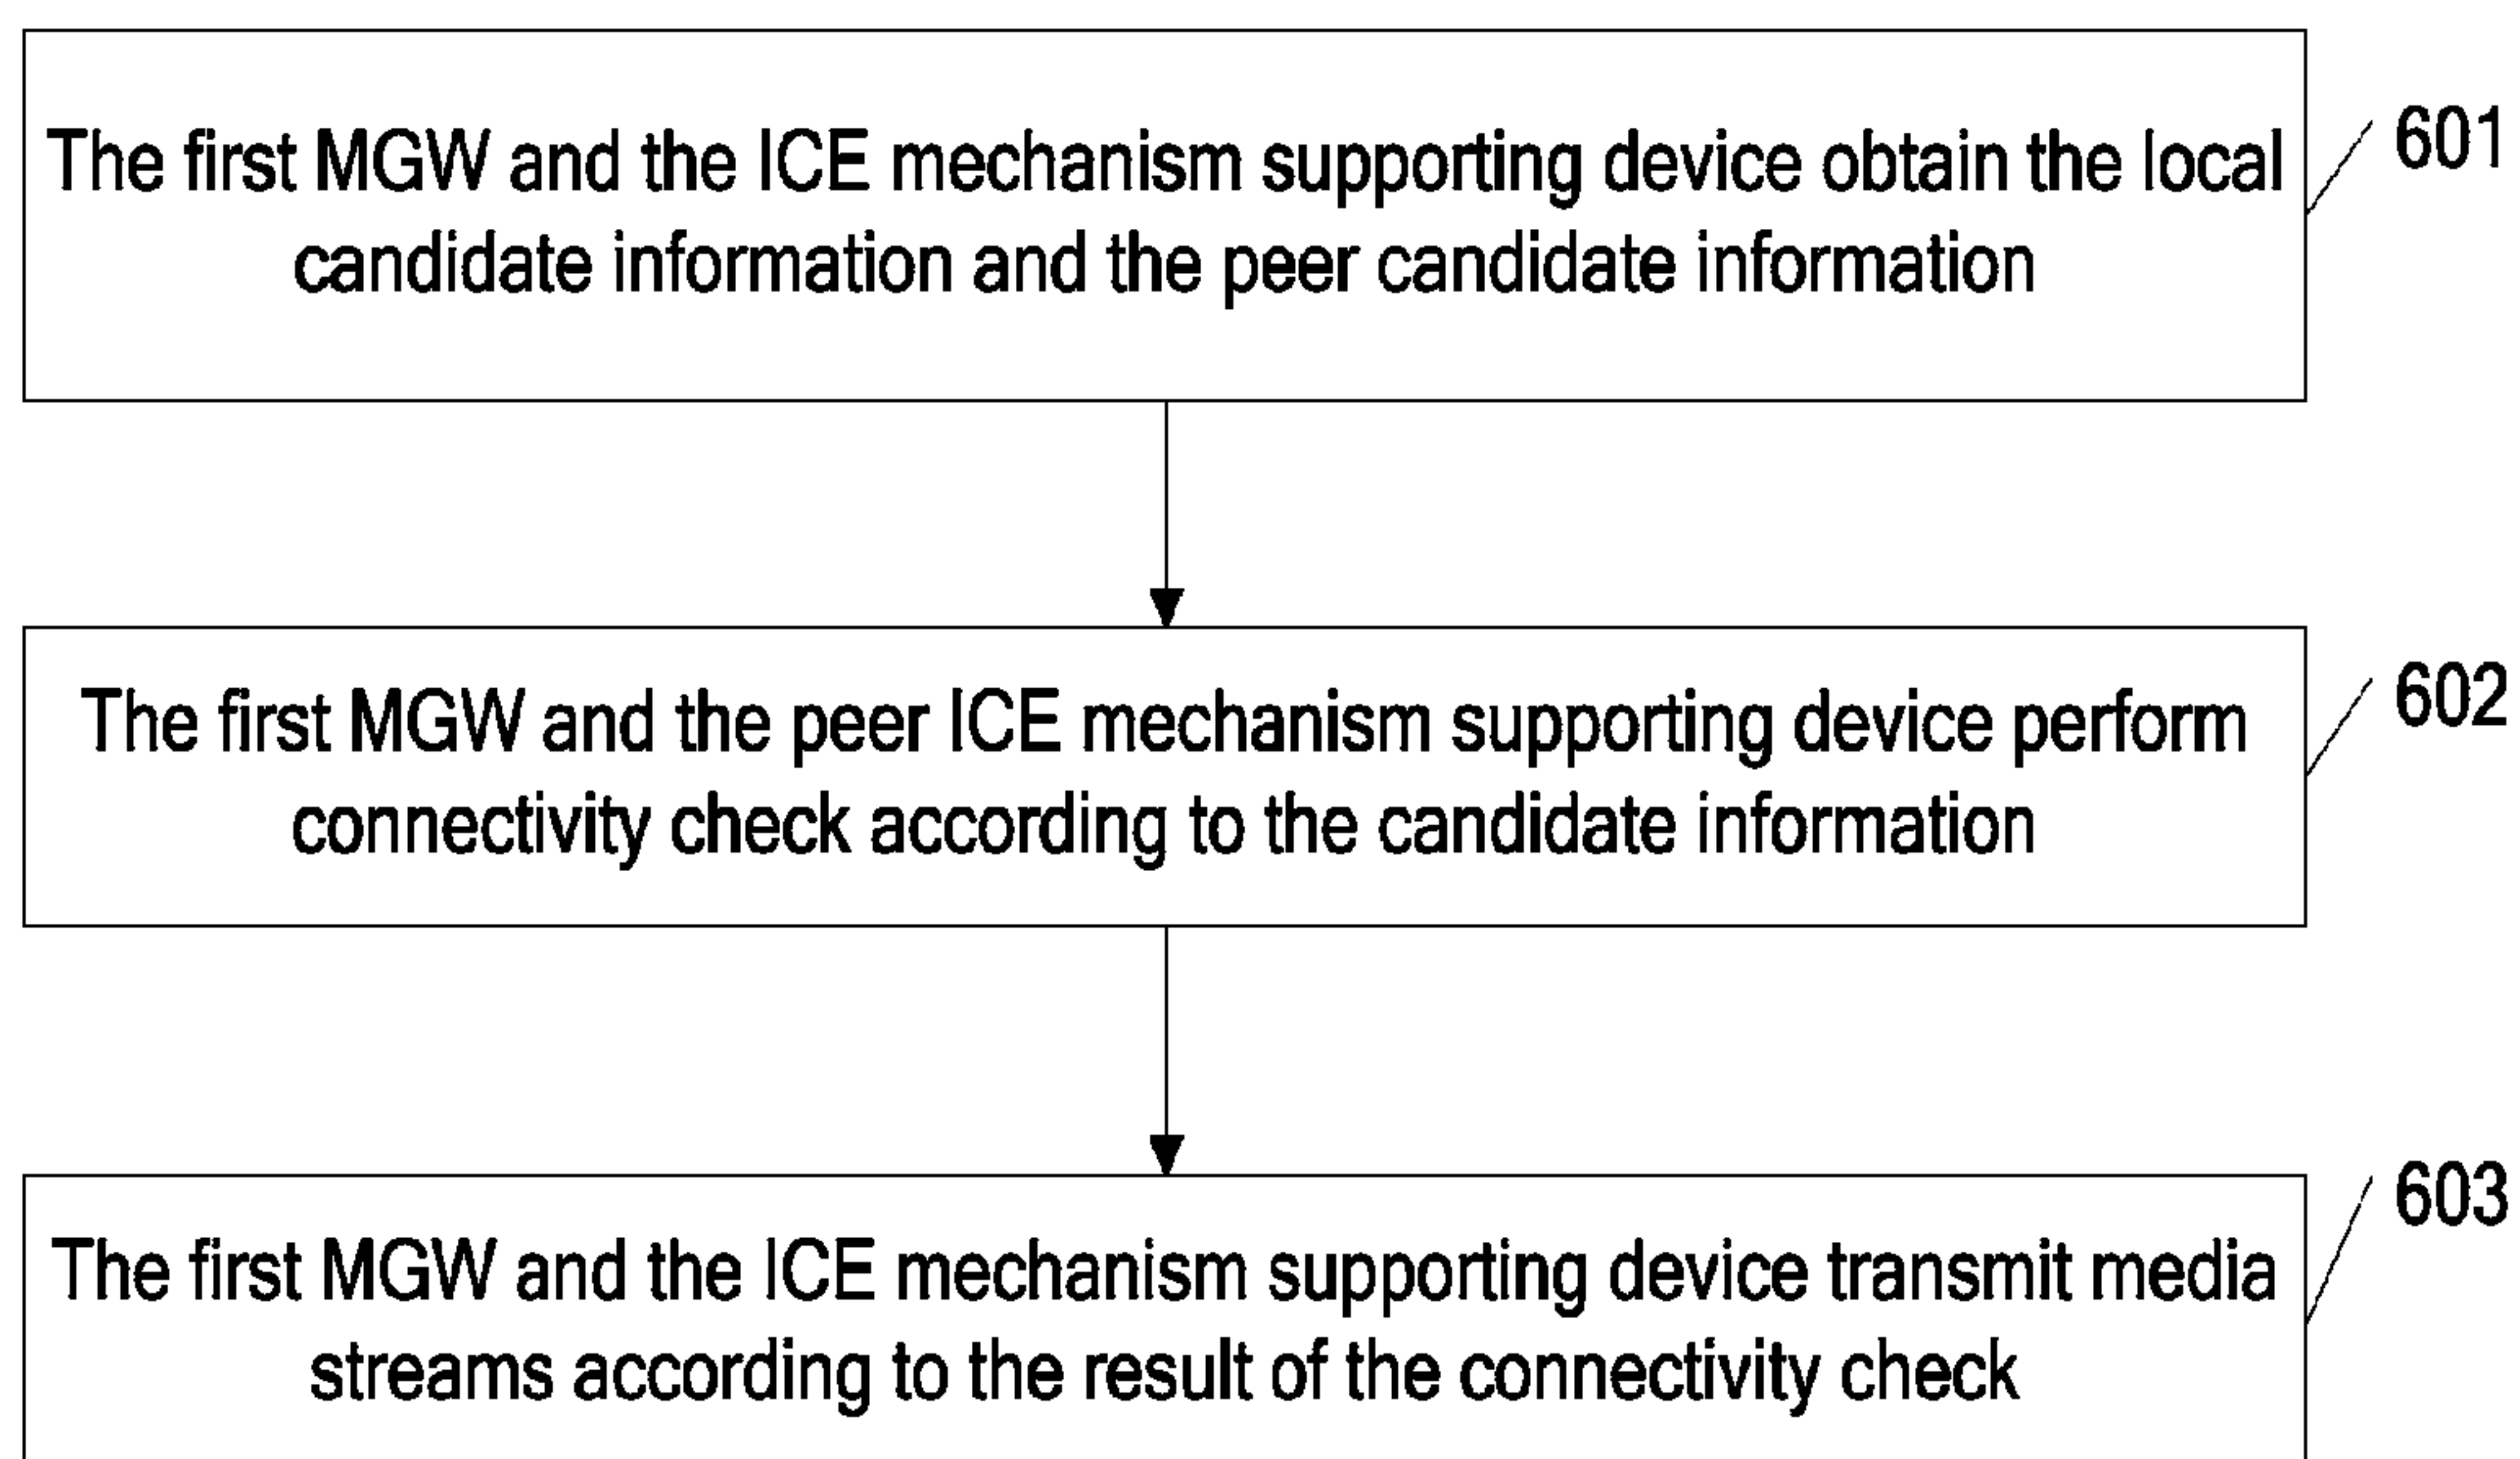 The first MGW and the ICE mechanism supporting device obtain the local
candidate information and the peer candidate information
601
The first MGW and the peer ICE mechanism supporting device perform
connectivity check according to the candidate information
602
The first MGW and the ICE mechanism supporting device transmit media
streams according to the result of the connectivity check
603